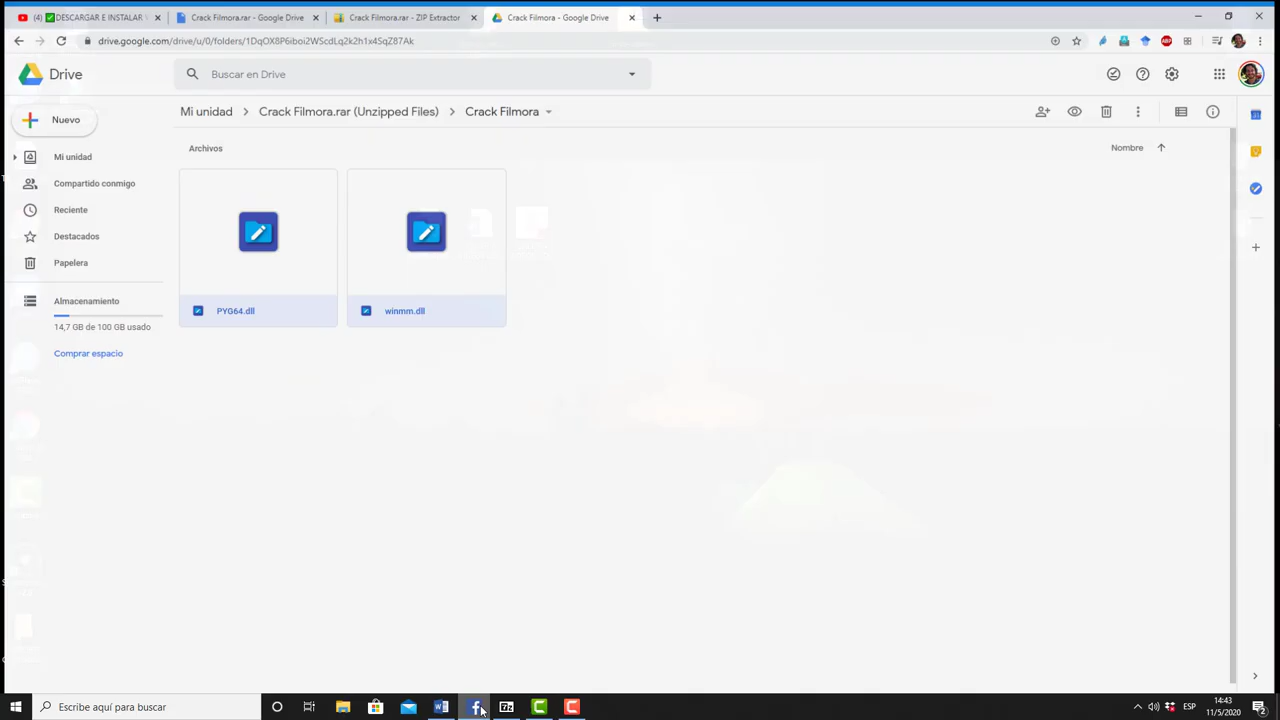 (4) ✅DESCARGAR E INSTALAR
Crack Filmora.rar - Google Drive
Crack Filmora.rar - ZIP Extractor
Crack Filmora - Google Drive
drive.google.com/drive/u/0/folders/1DqOX8P6iboi2WScdLq2k2h1x4SqZ87Ak
ABP
Drive
Buscar en Drive
Nuevo
Mi unidad
Crack Filmora.rar (Unzipped Files)
Crack Filmora
Archivos
Nombre
Mi unidad
Compartido conmigo
Reciente
Destacados
Papelera
Almacenamiento
14,7 GB de 100 GB usado
Comprar espacio
PYG64.dll
winmm.dll
Escribe aquí para buscar
ESP
14:43
11/5/2020
2